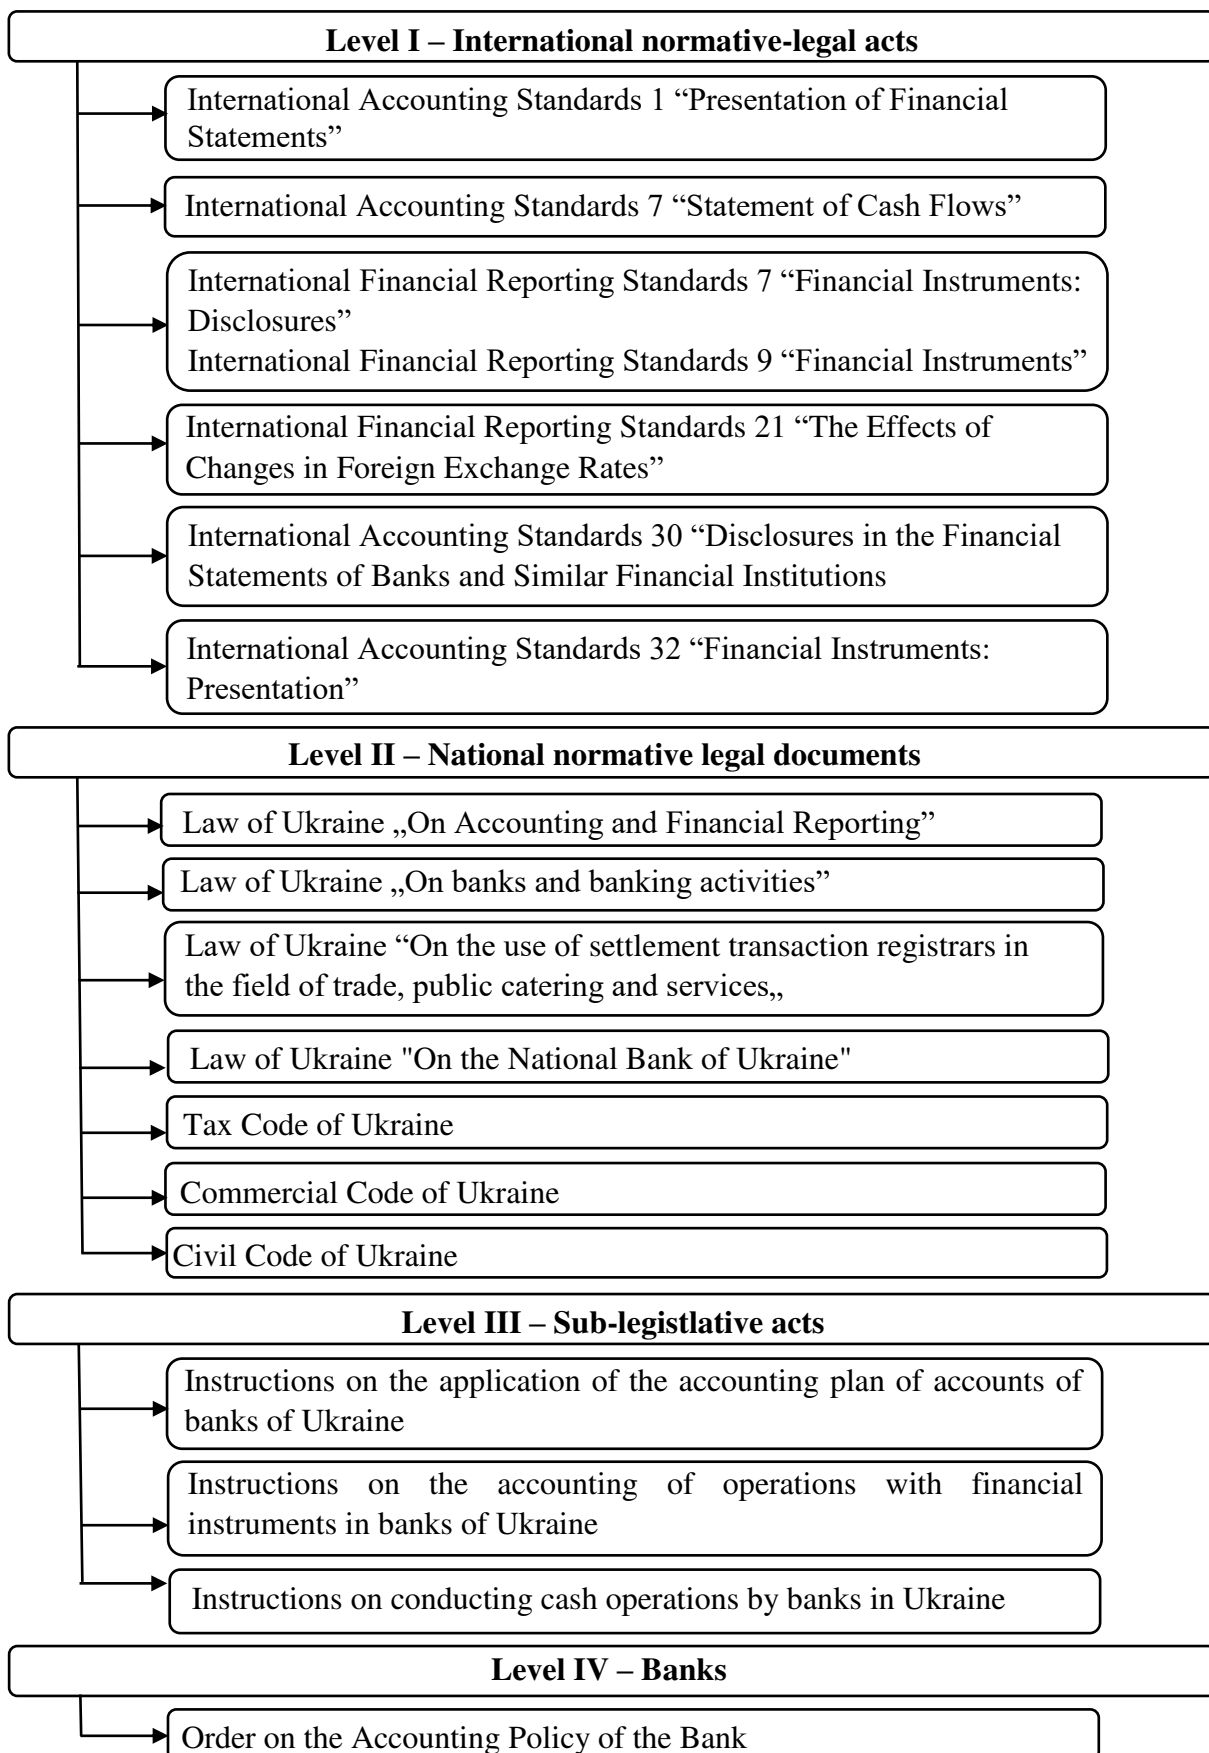 Level I – International normative-legal acts
International Accounting Standards 1 “Presentation of Financial
Statements”
International Accounting Standards 7 “Statement of Cash Flows”
International Financial Reporting Standards 7 “Financial Instruments:
Disclosures”
International Financial Reporting Standards 9 “Financial Instruments”
International Financial Reporting Standards 21 “The Effects of
Changes in Foreign Exchange Rates”
International Accounting Standards 30 “Disclosures in the Financial
Statements of Banks and Similar Financial Institutions
International Accounting Standards 32 “Financial Instruments:
Presentation”
Level II – National normative legal documents
Law of Ukraine „On Accounting and Financial Reporting”
Law of Ukraine „On banks and banking activities”
Law of Ukraine “On the use of settlement transaction registrars in
the field of trade, public catering and services„
Law of Ukraine "On the National Bank of Ukraine"
Tax Code of Ukraine
Commercial Code of Ukraine
Civil Code of Ukraine
Level III – Sub-legistlative acts
Instructions on the application of the accounting plan of accounts of
banks of Ukraine
Instructions on the accounting of operations with financial
instruments in banks of Ukraine
Instructions on conducting cash operations by banks in Ukraine
Level IV – Banks
Order on the Accounting Policy of the Bank